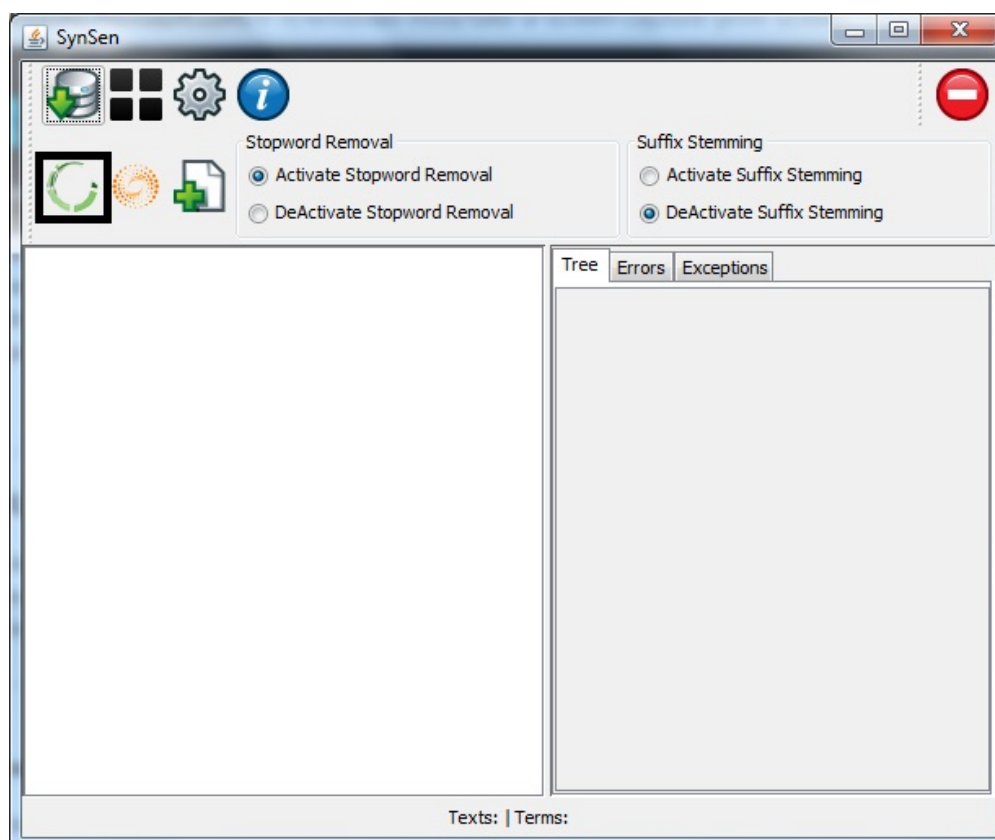 SynSen
Stopword Removal
Activate Stopword Removal
DeActivate Stopword Removal
Suffix Stemming
Activate Suffix Stemming
DeActivate Suffix Stemming
Tree Errors Exceptions
Texts: | Terms: